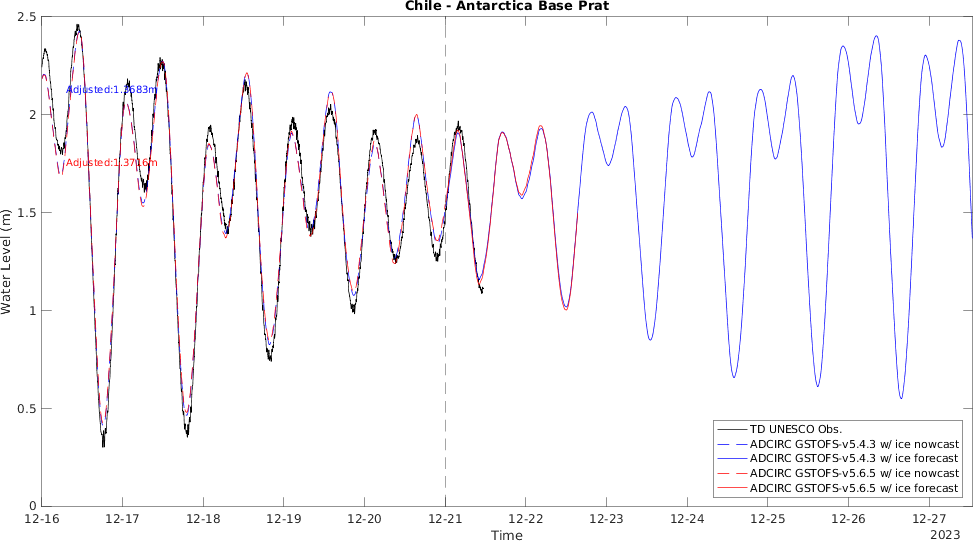 Chile - Antarctica Base Prat
2.5
2
1.5
1
0.5
0
Water Level (m)
Adjusted:1.3683m
Adjusted:1.3716m
TD UNESCO Obs.
ADCIRC GSTOFS-v5.4.3 w/ ice nowcast
ADCIRC GSTOFS-v5.4.3 w/ ice forecast
ADCIRC GSTOFS-v5.6.5 w/ ice nowcast
ADCIRC GSTOFS-v5.6.5 w/ ice forecast
12-16 12-17 12-18 12-19 12-20 12-21 12-22 12-23 12-24 12-25 12-26 12-27
Time
2023